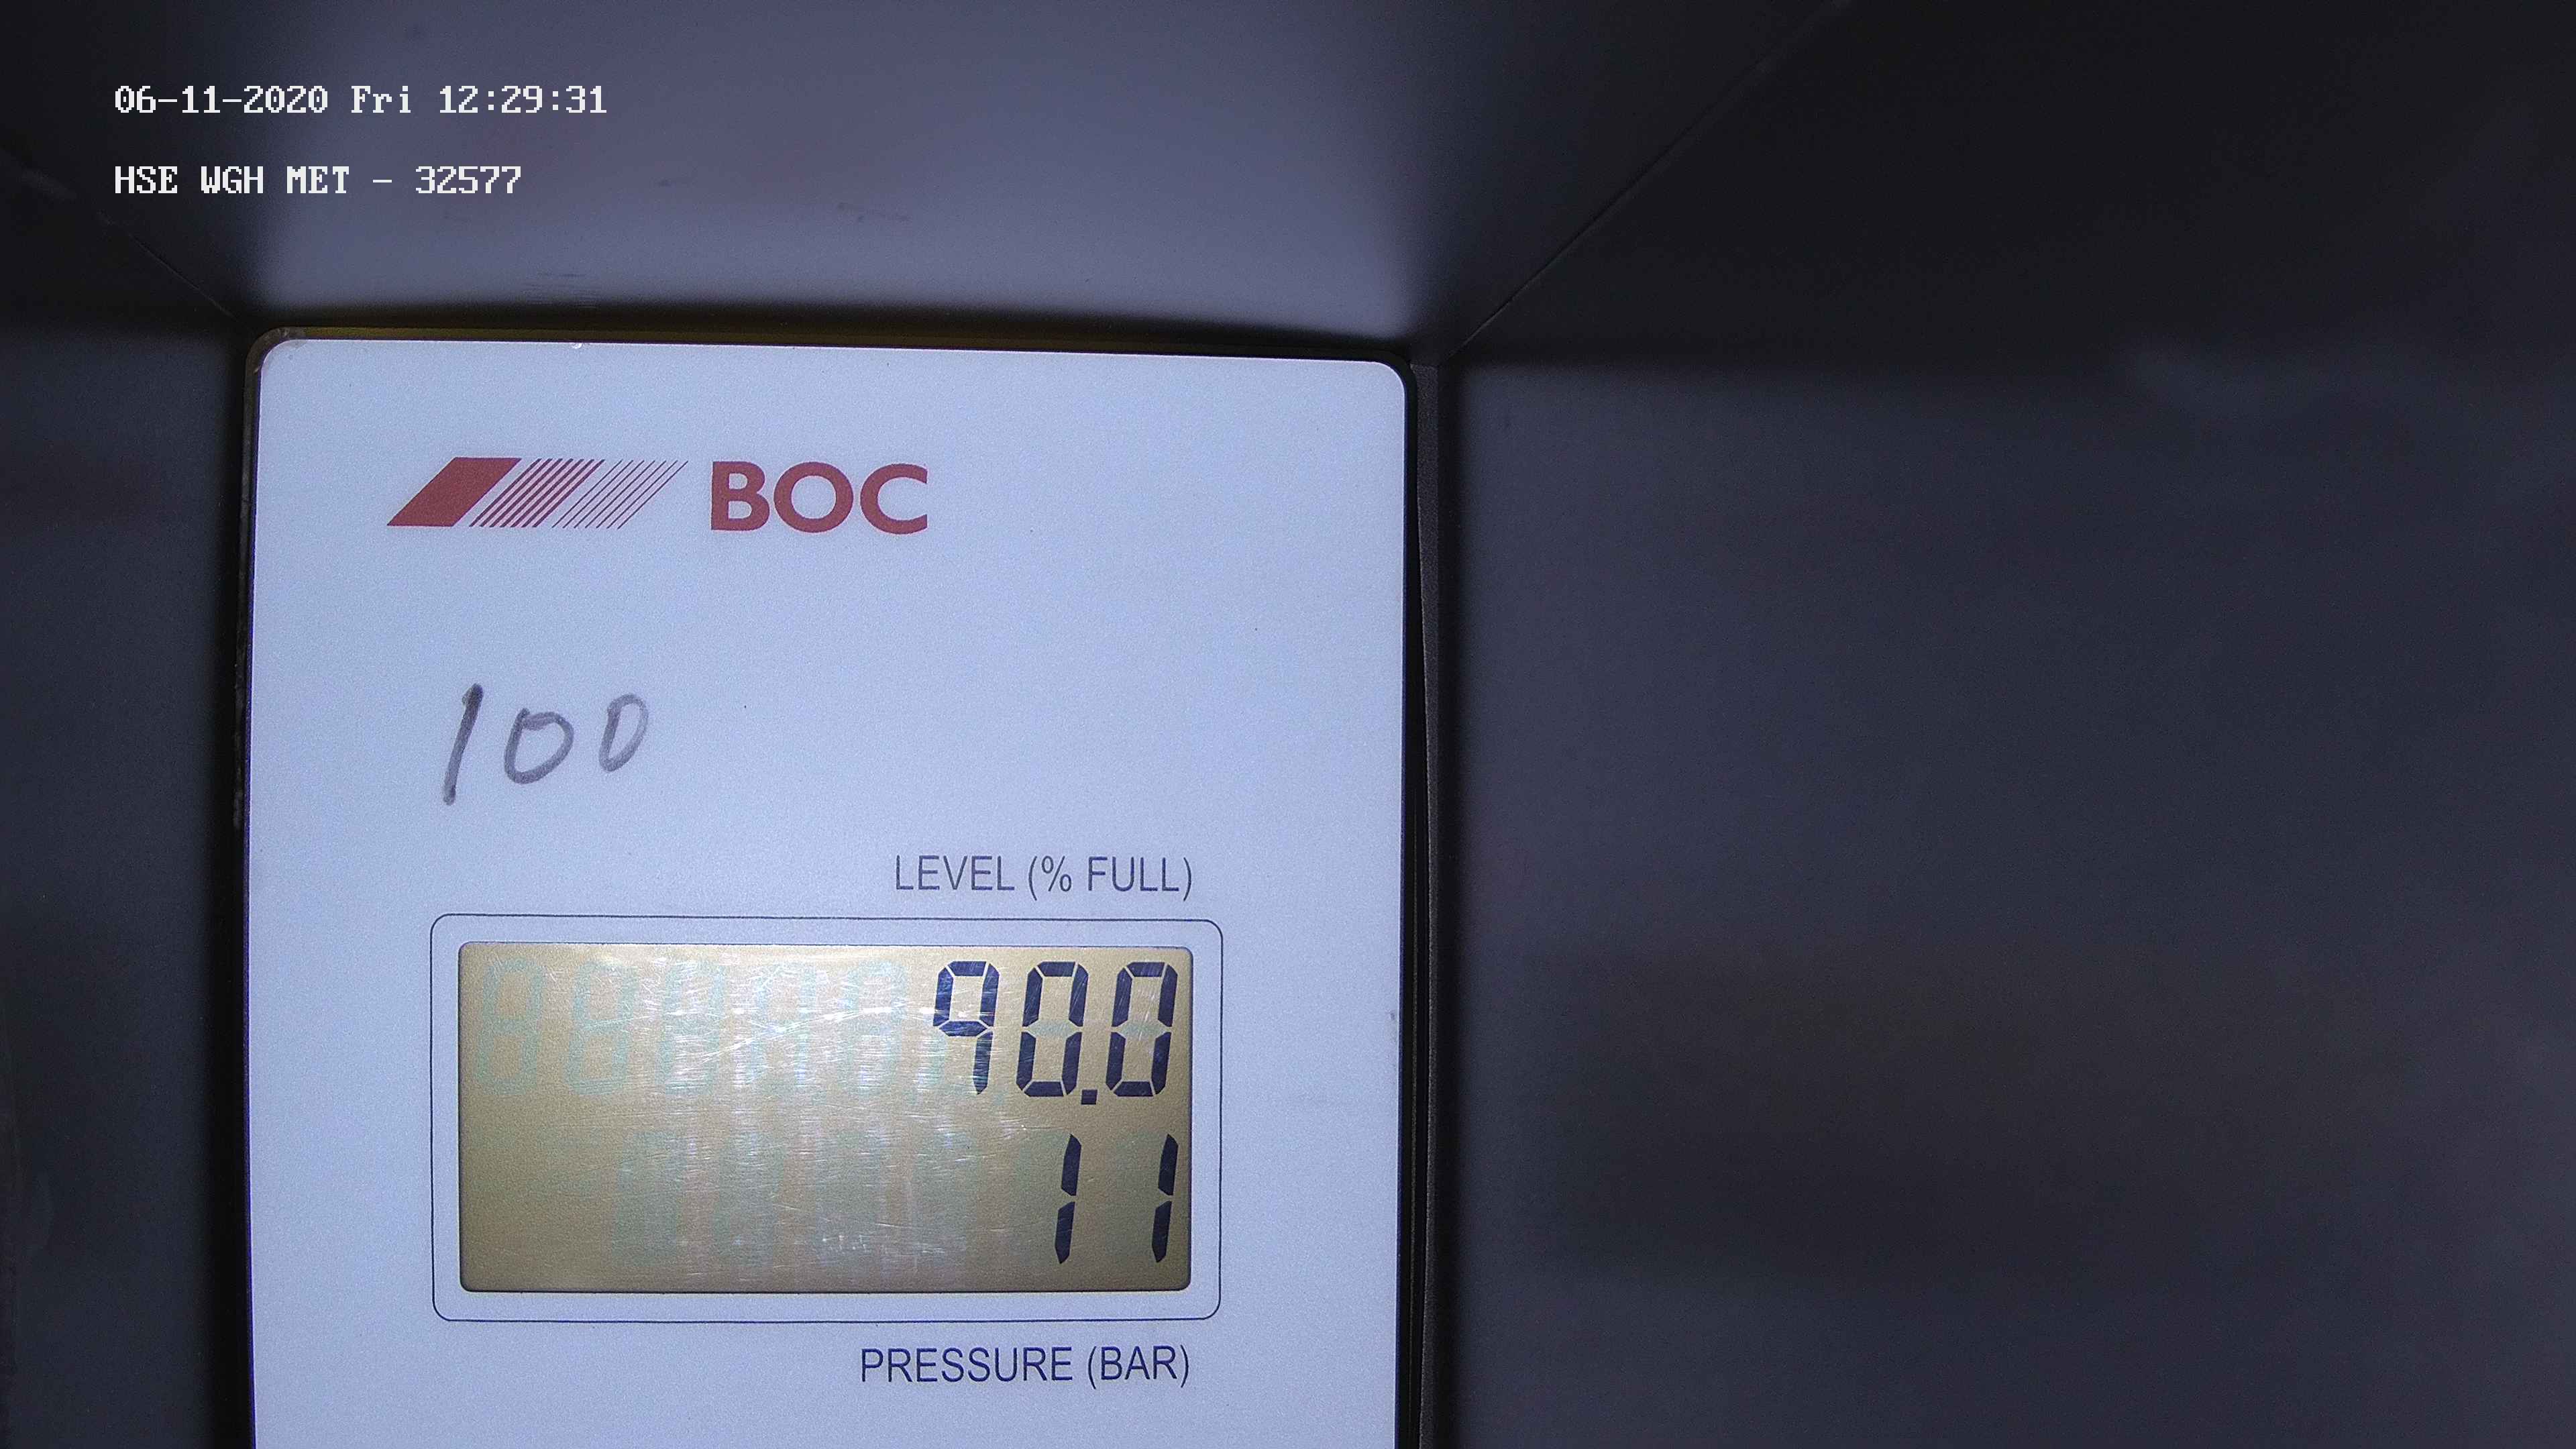 06-11-2020 Fri 12:29:31
HSE WGH MET - 32577
BOC
100
LEVEL (% FULL)
90.0
11
PRESSURE (BAR)